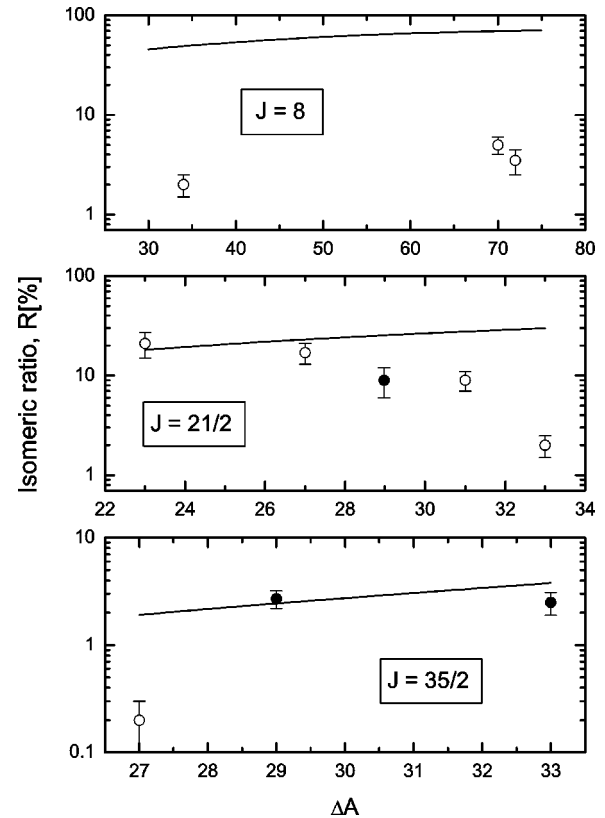 100
10
1
J = 8
30 40 50 60 70 80
100
10
1
J = 21/2
22 24 26 28 30 32 34
Isomeric ratio, R[%]
10
1
0.1
J = 35/2
27 28 29 30 31 32 33
ΔA